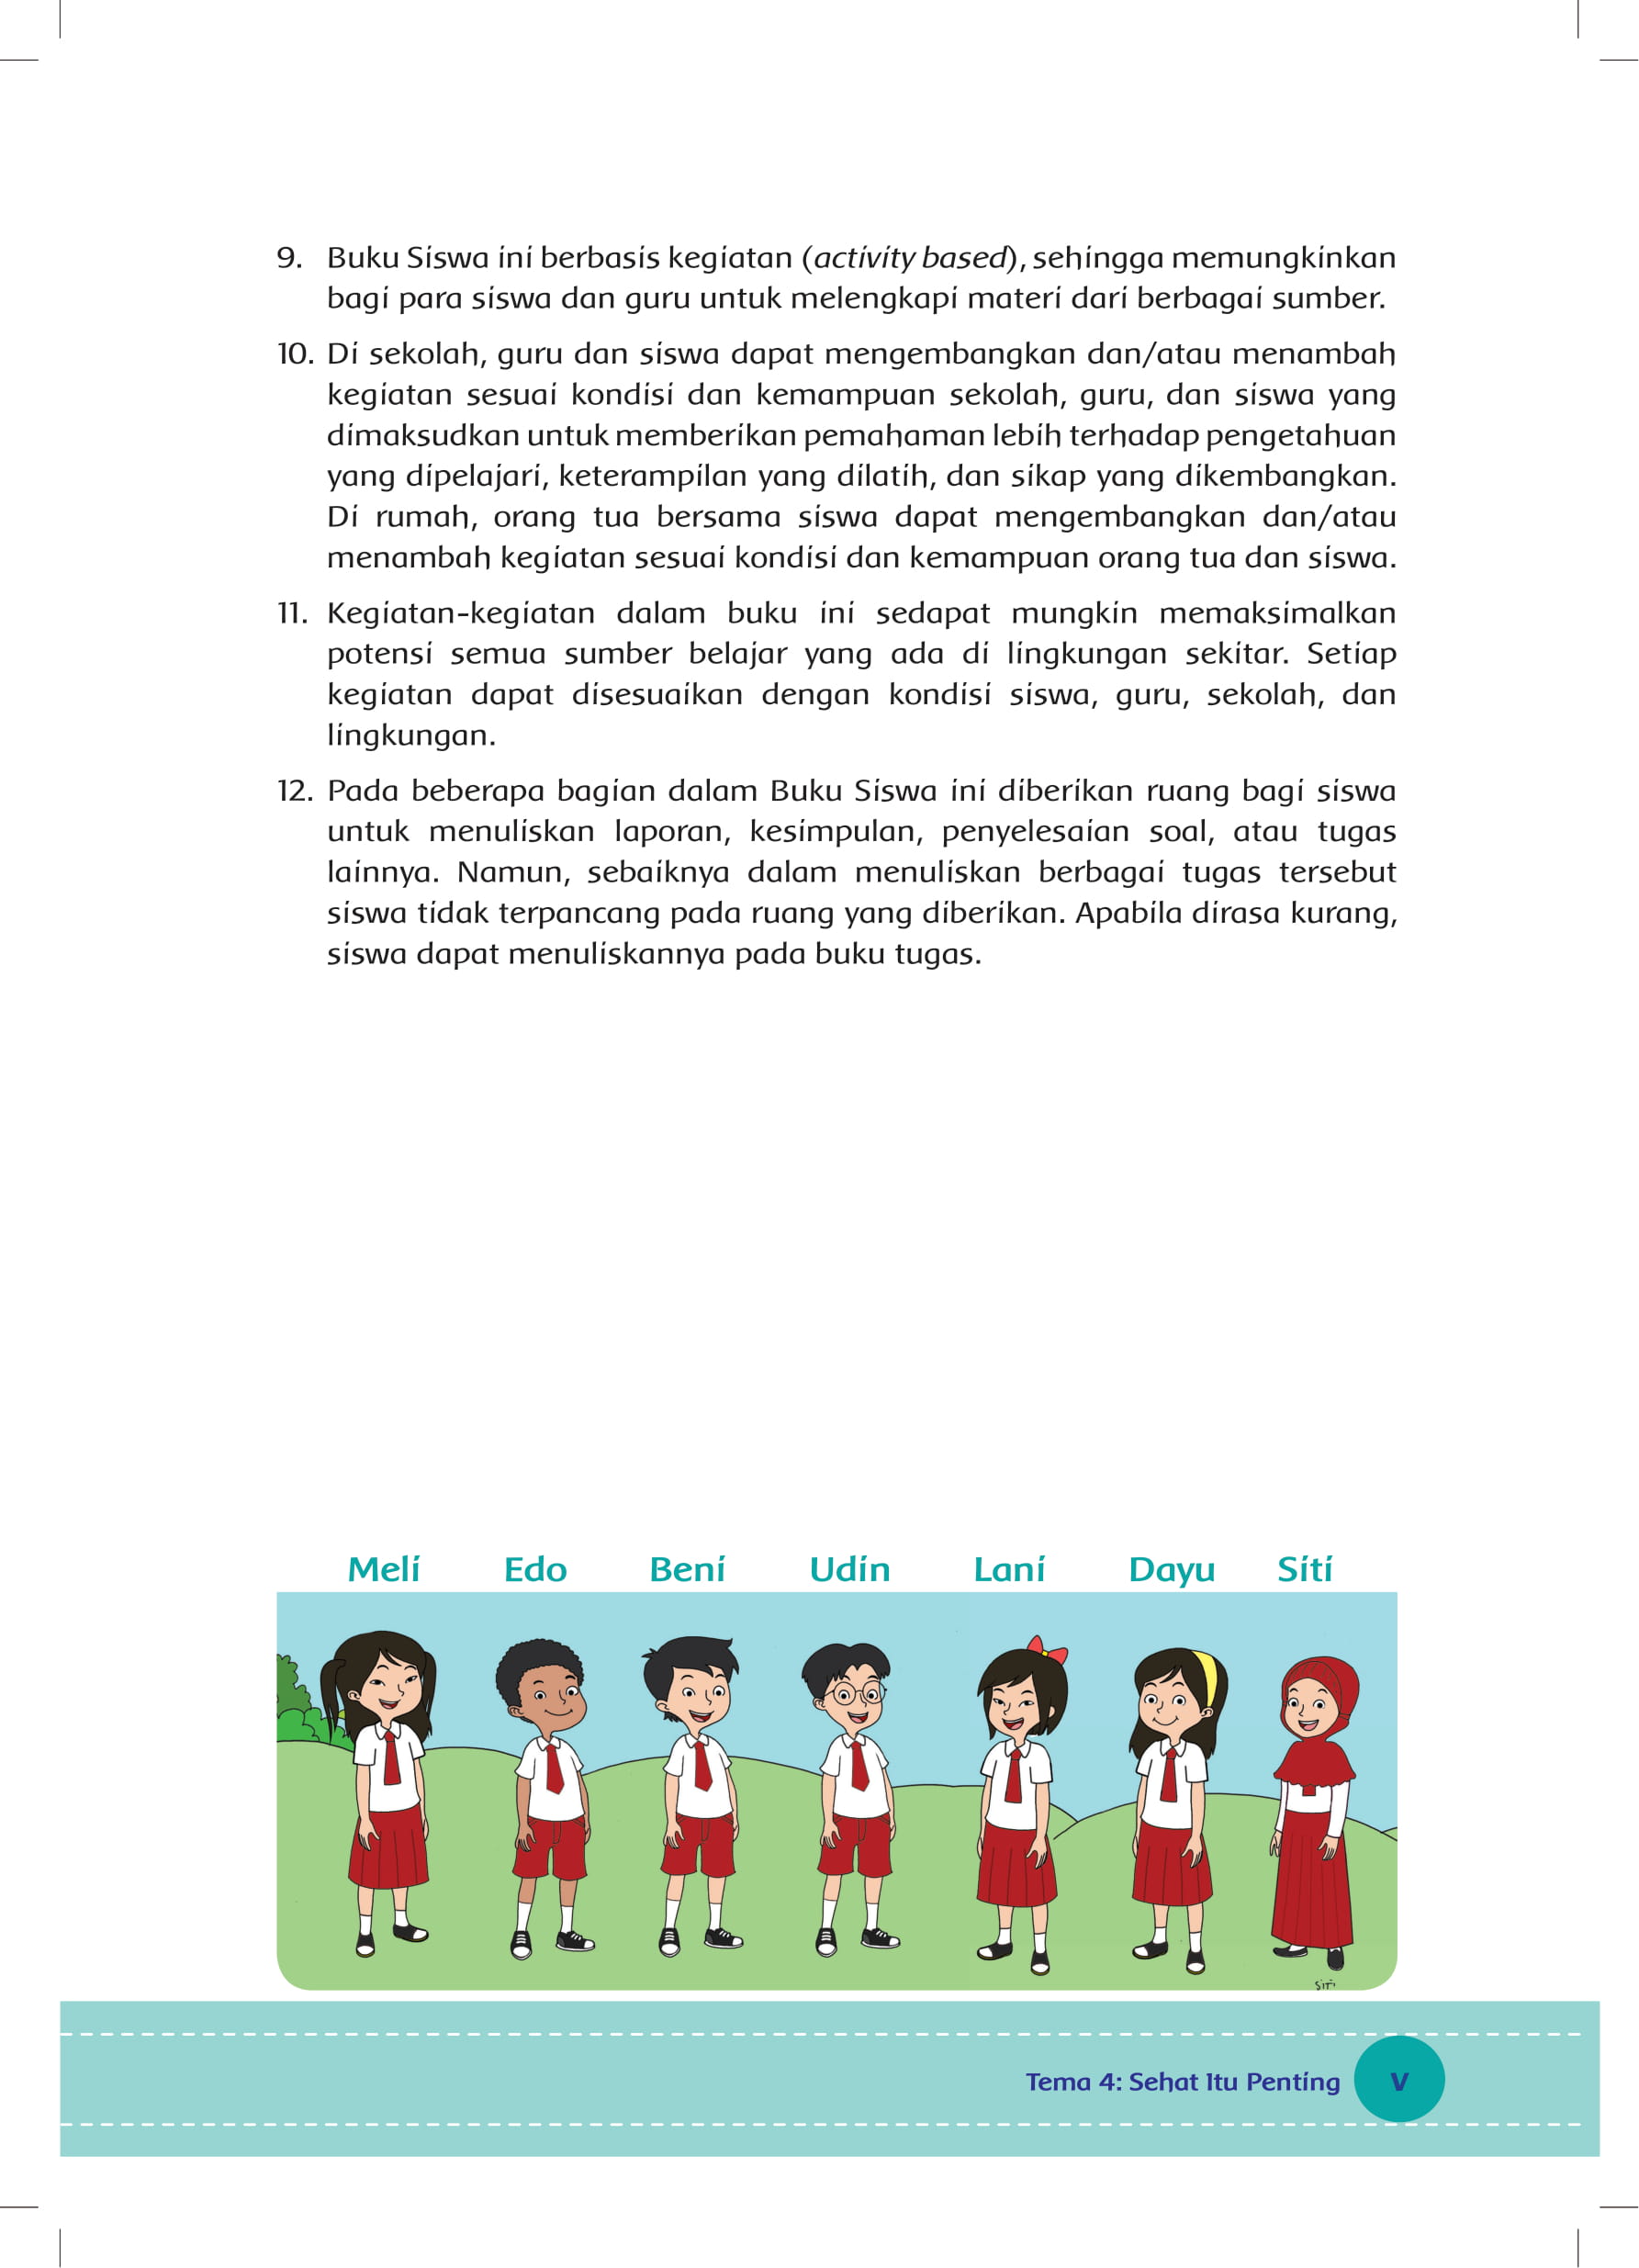 9. Buku Siswa ini berbasis kegiatan (activity based), sehingga memungkinkan
bagi para siswa dan guru untuk melengkapi materi dari berbagai sumber.
10. Di sekolah, guru dan siswa dapat mengembangkan dan/atau menambah
kegiatan sesuai kondisi dan kemampuan sekolah, guru, dan siswa yang
dimaksudkan untuk memberikan pemahaman lebih terhadap pengetahuan
yang dipelajari, keterampilan yang dilatih, dan sikap yang dikembangkan.
Di rumah, orang tua bersama siswa dapat mengembangkan dan/atau
menambah kegiatan sesuai kondisi dan kemampuan orang tua dan siswa.
11. Kegiatan-kegiatan dalam buku ini sedapat mungkin memaksimalkan
potensi semua sumber belajar yang ada di lingkungan sekitar. Setiap
kegiatan dapat disesuaikan dengan kondisi siswa, guru, sekolah, dan
lingkungan.
12. Pada beberapa bagian dalam Buku Siswa ini diberikan ruang bagi siswa
untuk menuliskan laporan, kesimpulan, penyelesaian soal, atau tugas
lainnya. Namun, sebaiknya dalam menuliskan berbagai tugas tersebut
siswa tidak terpancang pada ruang yang diberikan. Apabila dirasa kurang,
siswa dapat menuliskannya pada buku tugas.
Meli Edo Beni Udin Lani Dayu Siti
Siti
Tema 4: Sehat Itu Penting v